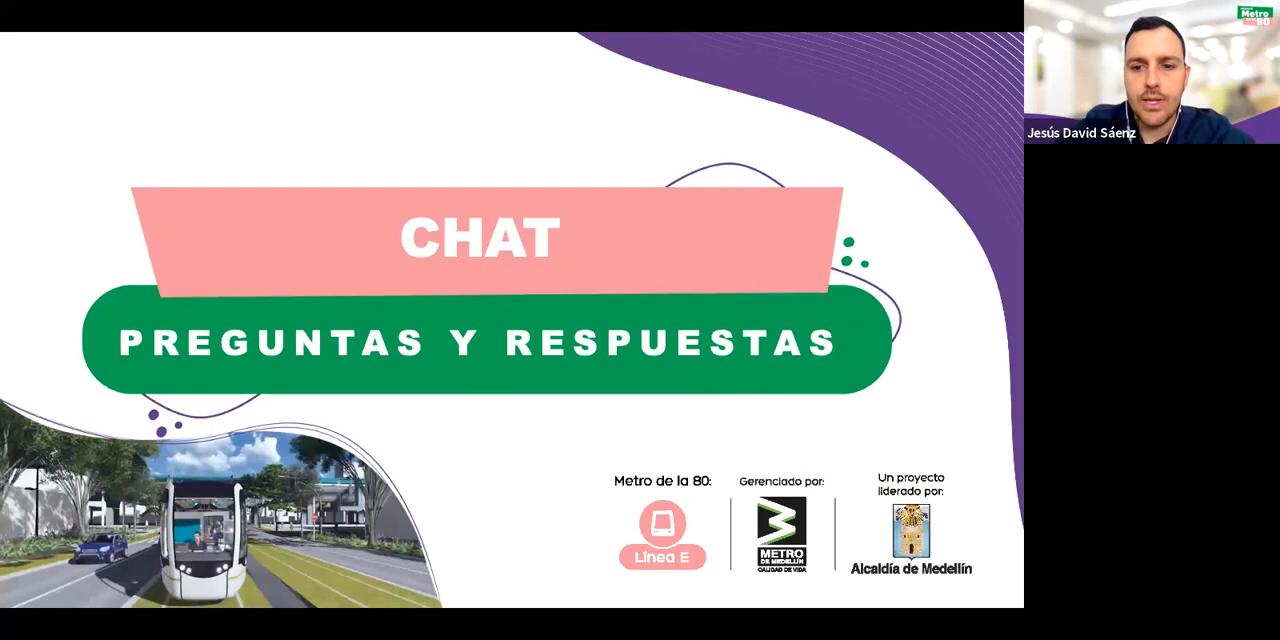 CHAT
PREGUNTAS Y RESPUESTAS
Metro de la 80:
Línea E
Gerenciado por:
METRO
DE MEDELLÍN
CALIDAD DE VIDA
Un proyecto
liderado por:
Alcaldía de Medellín
Metro
80
Jesús David Sáenz